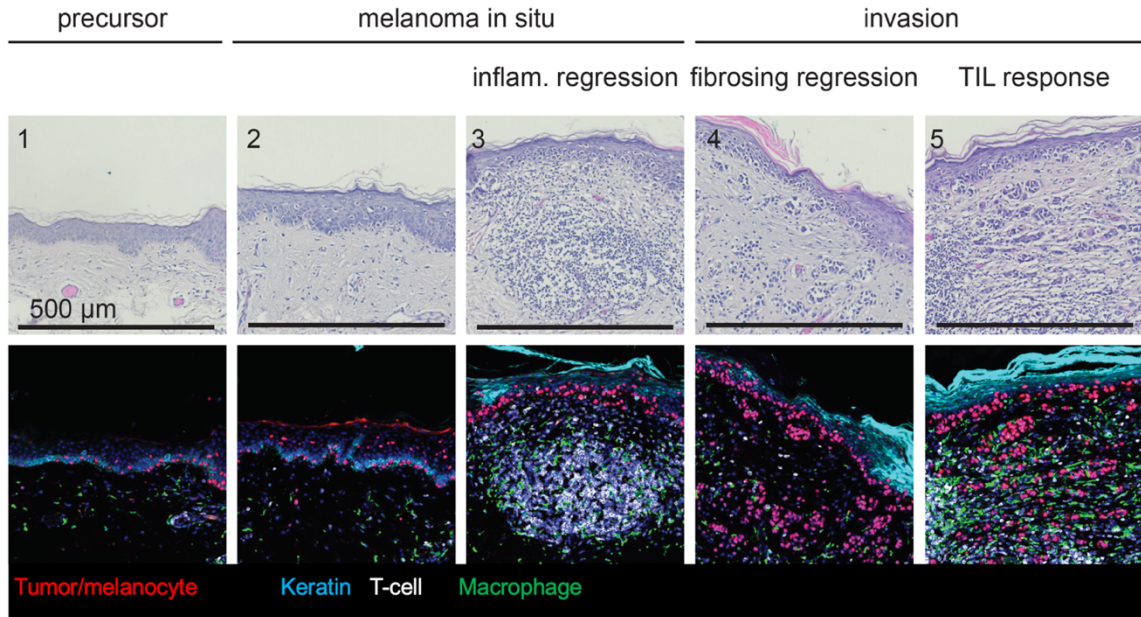 precursor melanoma in situ invasion
inflam. regression fibrosing regression TIL response
1 2 3 4 5
500 µm
Tumor/melanocyte Keratin T-cell Macrophage